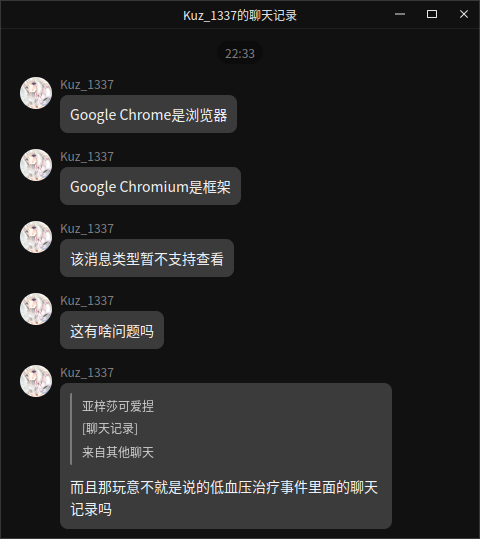 Kuz_1337的聊天记录
22:33
Kuz_1337
Google Chrome是浏览器
Kuz_1337
Google Chromium是框架
Kuz_1337
该消息类型暂不支持查看
Kuz_1337
这有啥问题吗
Kuz_1337
亚梓莎可爱捏
[聊天记录]
来自其他聊天
而且那玩意不就是说的低血压治疗事件里面的聊天
记录吗